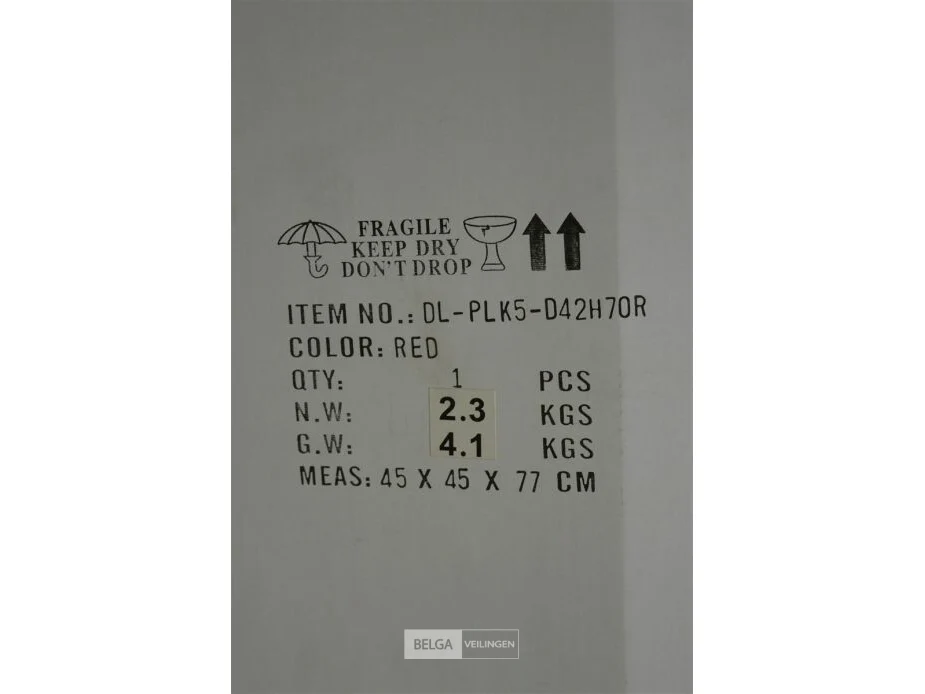 FRAGILE
KEEP DRY
DON'T DROP
ITEM NO.: DL-PLK5-D42H70R
COLOR: RED
QTY: 1 PCS
N.W: 2.3 KGS
G.W: 4.1 KGS
MEAS: 45 X 45 X 77 CM
BELGA VEILINGEN